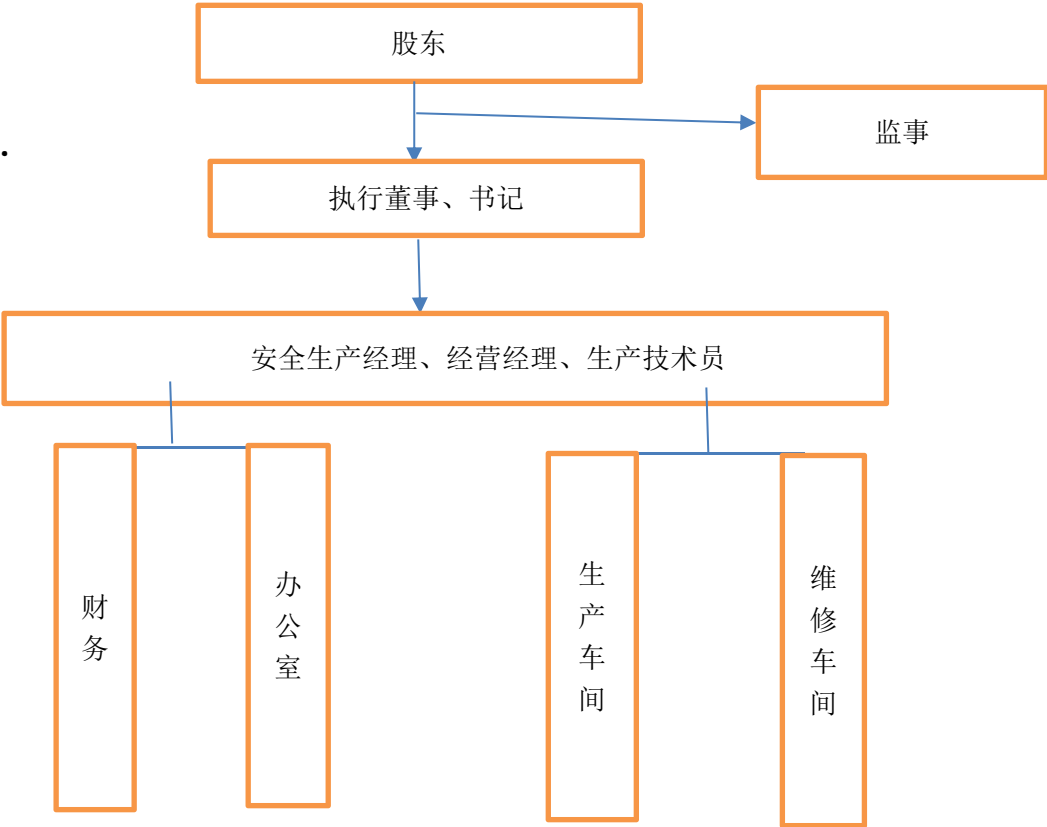 股东
监事
执行董事、书记
安全生产经理、经营经理、生产技术员
财务
办公室
生产车间
维修车间